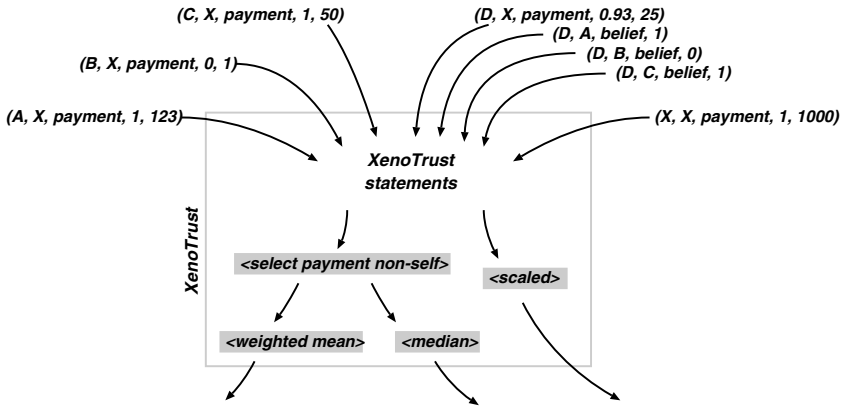 (C, X, payment, 1, 50)
(D, X, payment, 0.93, 25)
(D, A, belief, 1)
(B, X, payment, 0, 1)
(D, B, belief, 0)
(D, C, belief, 1)
(A, X, payment, 1, 123)
(X, X, payment, 1, 1000)
XenoTrust
statements
XenoTrust
<select payment non-self>
<scaled>
<weighted mean>
<median>